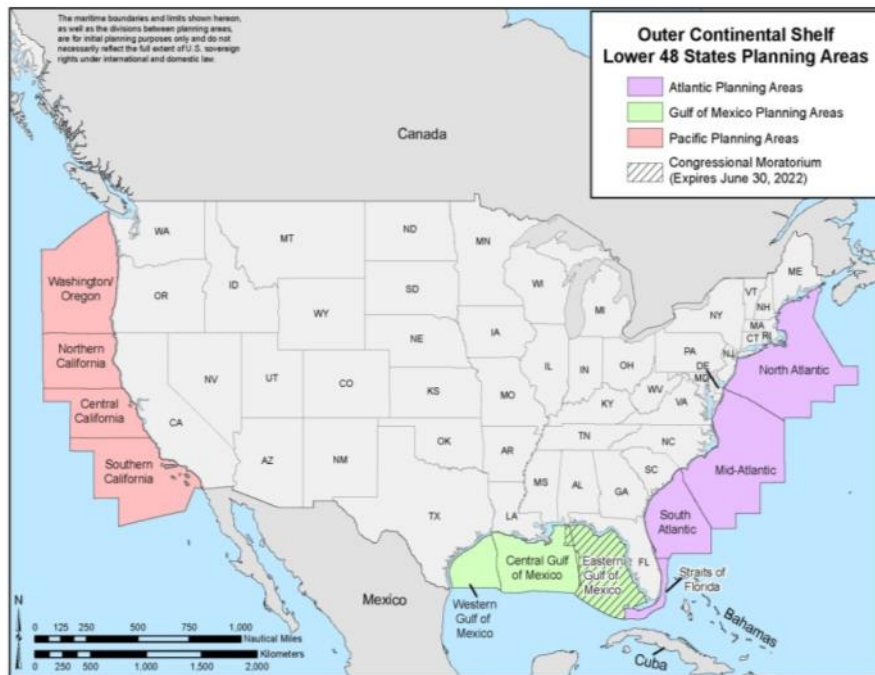 The maritime boundaries and limits shown hereon,
as well as the divisions between planning areas,
are for initial planning purposes only and do not
necessarily reflect the full extent of U.S. sovereign
rights under international and domestic law.
Outer Continental Shelf
Lower 48 States Planning Areas
Atlantic Planning Areas
Gulf of Mexico Planning Areas
Pacific Planning Areas
Congressional Moratorium
(Expires June 30, 2022)
Canada
WA
MT
ND
MN
ME
Washington/
Oregon
OR
ID
WY
SD
WI
MI
NY
VT
NH
MA
CT
RI
Northern
California
NV
UT
CO
NE
IA
IL
IN
OH
PA
NJ
DE
MD
North Atlantic
Central
California
CA
KS
MO
KY
WV
VA
Southern
California
AZ
NM
OK
AR
TN
NC
Mid-Atlantic
TX
LA
MS
AL
GA
SC
South
Atlantic
FL
Central Gulf
of Mexico
Eastern
Gulf of
Mexico
Straits of
Florida
Western
Gulf of
Mexico
Mexico
Bahamas
Cuba
N
0 125 250 500 750 1,000
Nautical Miles
Kilometers
0 250 500 1,000 1,500 2,000